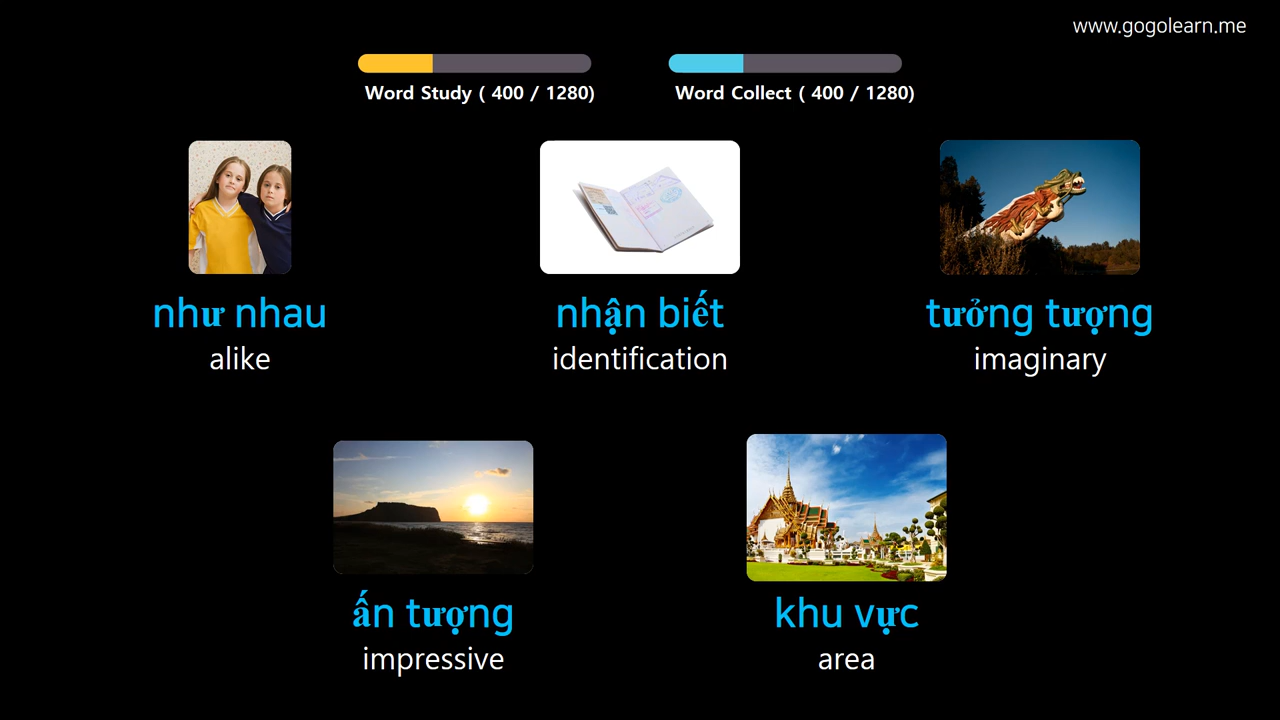 www.gogolearn.me
Word Study ( 400 / 1280)
Word Collect ( 400 / 1280)
như nhau
alike
nhận biết
identification
tưởng tượng
imaginary
ấn tượng
impressive
khu vực
area